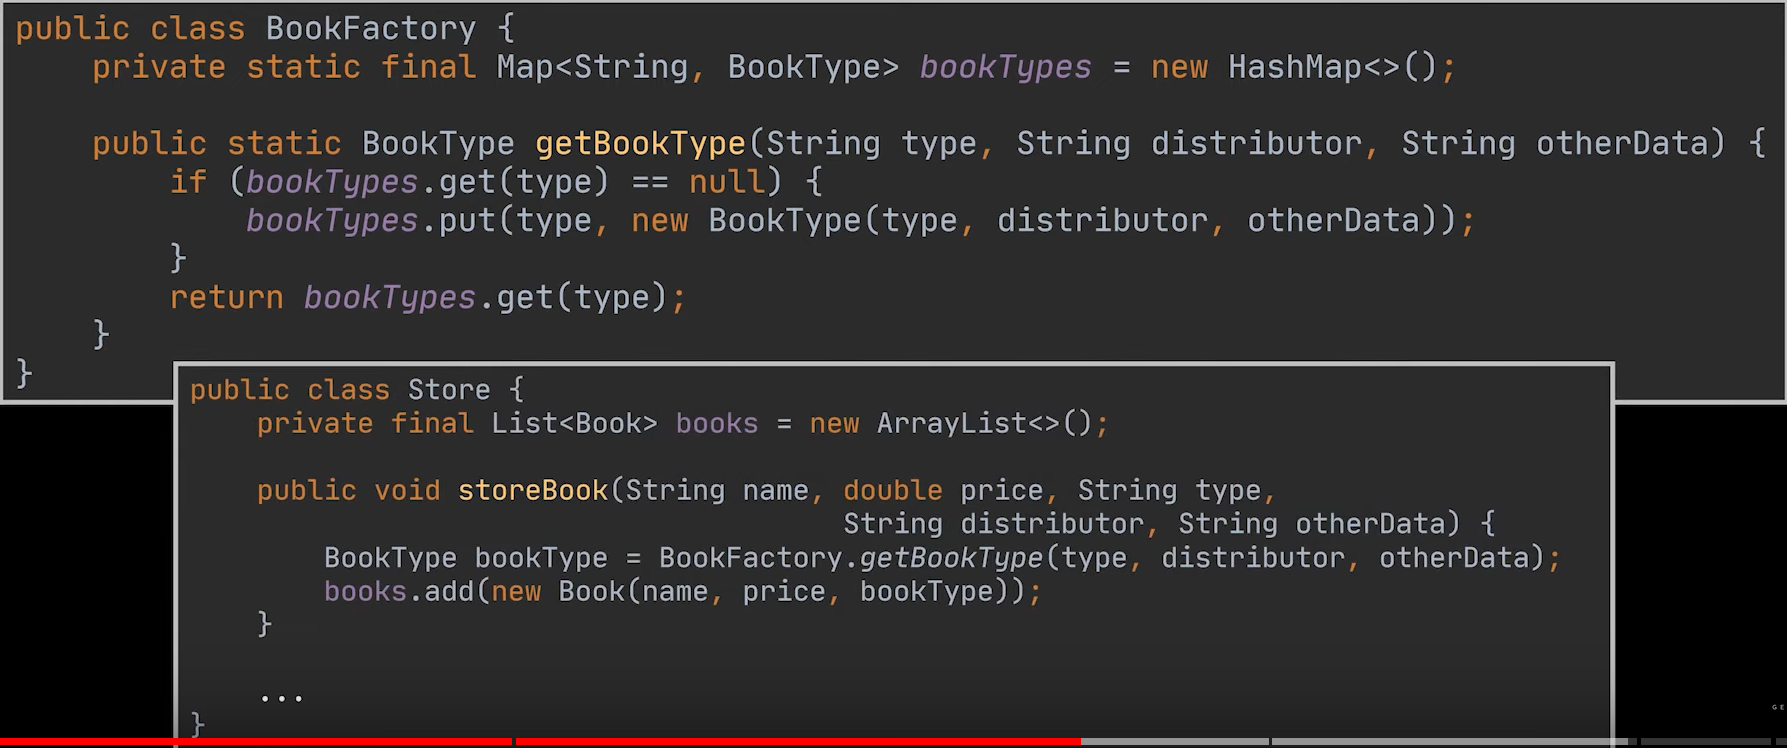 public class BookFactory {
    private static final Map<String, BookType> bookTypes = new HashMap<>();
    public static BookType getBookType(String type, String distributor, String otherData) {
        if (bookTypes.get(type) == null) {
            bookTypes.put(type, new BookType(type, distributor, otherData));
        }
        return bookTypes.get(type);
    }
}
public class Store {
    private final List<Book> books = new ArrayList<>();
    public void storeBook(String name, double price, String type,
                          String distributor, String otherData) {
        BookType bookType = BookFactory.getBookType(type, distributor, otherData);
        books.add(new Book(name, price, bookType));
    }
    ...
}
G E